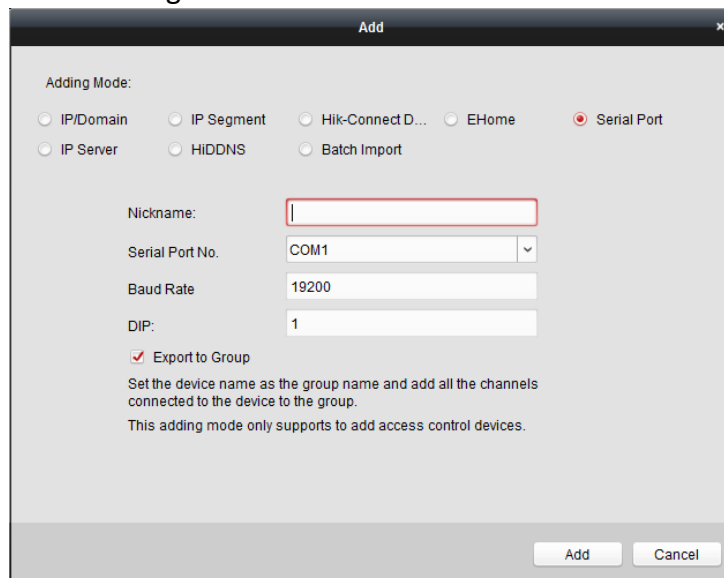 Add
×
Adding Mode:
IP/Domain IP Segment Hik-Connect D... EHome Serial Port
IP Server HiDDNS Batch Import
Nickname:
Serial Port No. COM1
Baud Rate 19200
DIP: 1
Export to Group
Set the device name as the group name and add all the channels
connected to the device to the group.
This adding mode only supports to add access control devices.
Add Cancel